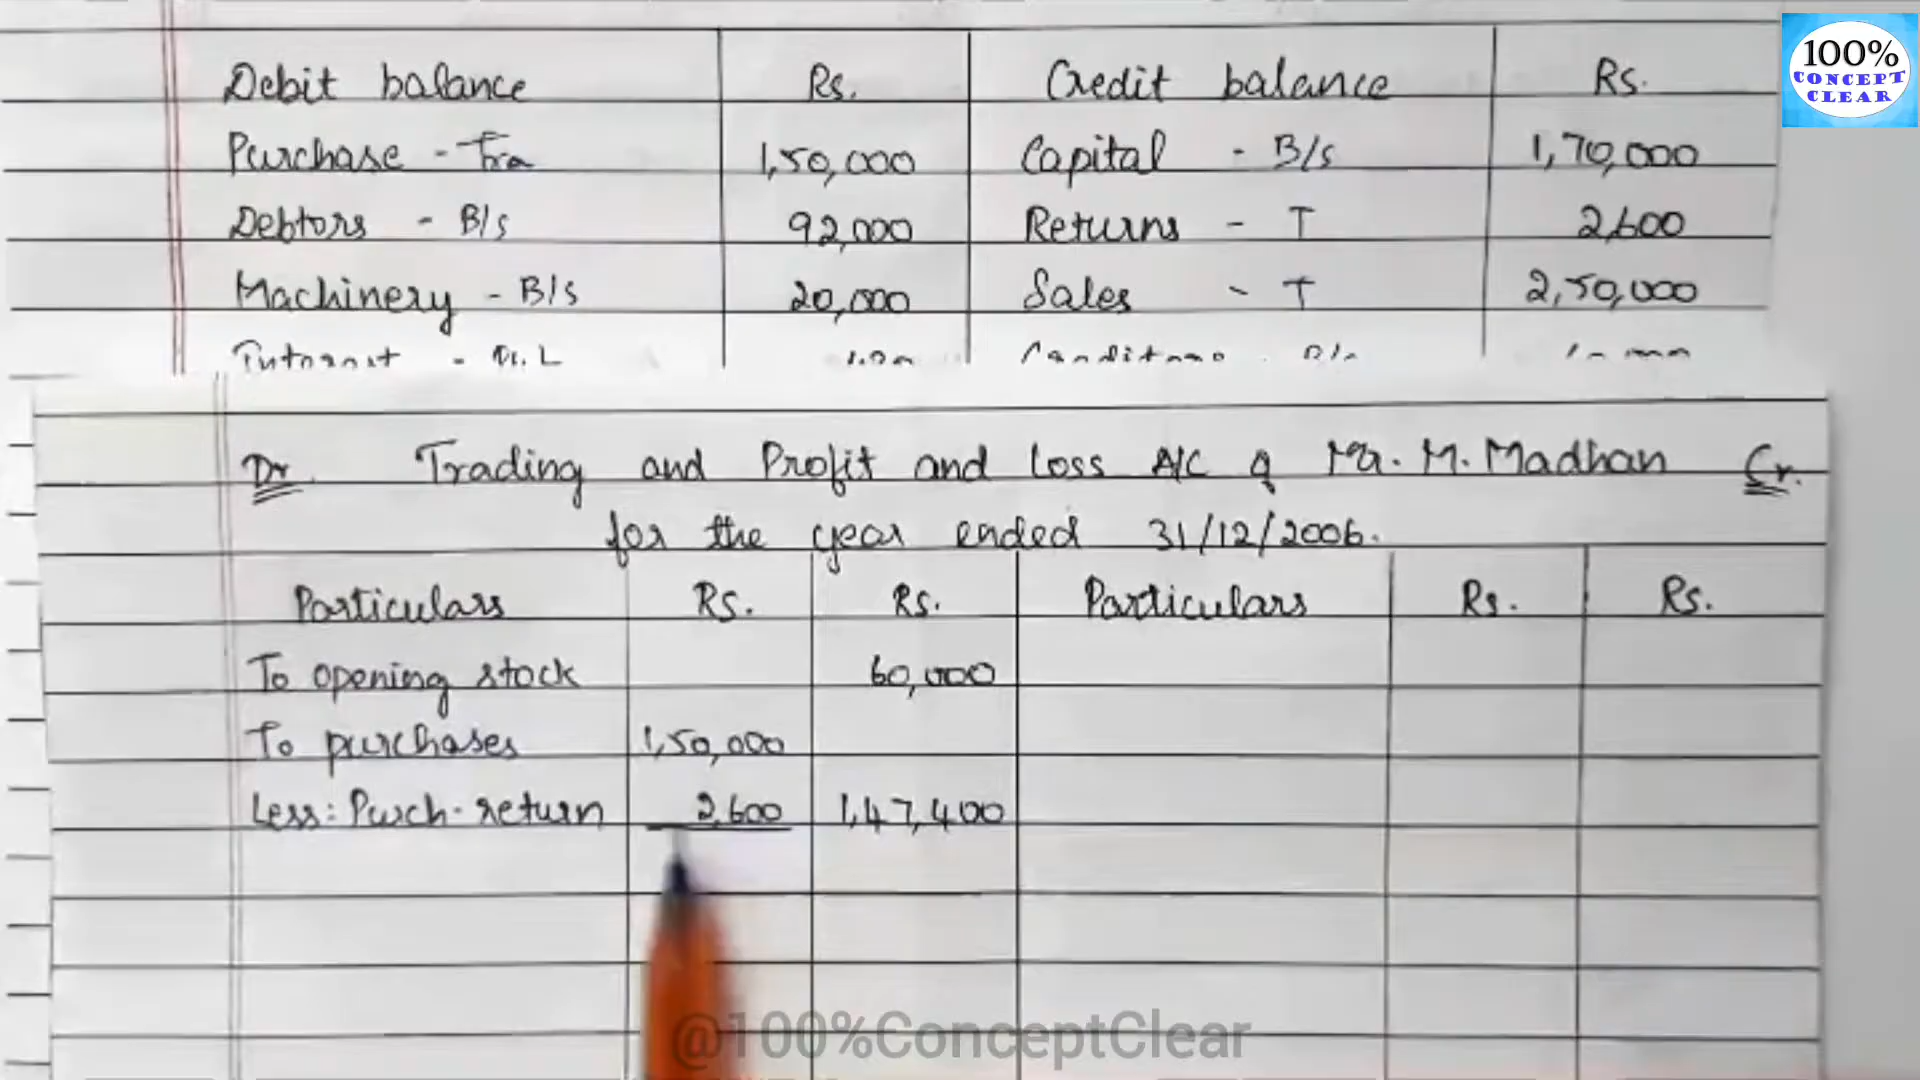 100%
CONCEPT
CLEAR
Debit balance Rs. Credit balance Rs.
Purchase - Tra 1,50,000 Capital - B/s 1,70,000
Debtors - B/s 92,000 Returns - T 2,600
Machinery - B/s 20,000 Sales - T 2,50,000
Dr. Trading and Profit and Loss A/C of Mr. M. Madhan Cr.
for the year ended 31/12/2006.
Particulars Rs. Rs. Particulars Rs. Rs.
To opening stock 60,000
To purchases 1,50,000
Less: Purch. return 2,600 1,47,400
@100%ConceptClear